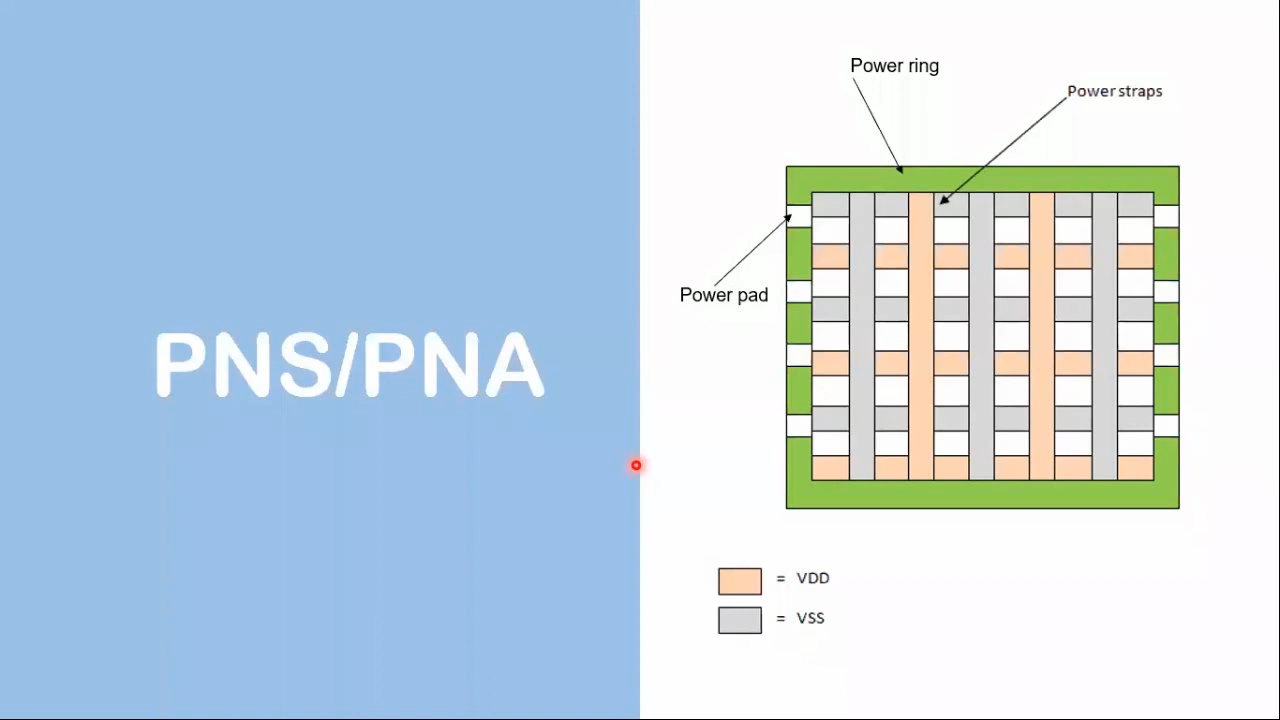 PNS/PNA
Power ring
Power straps
Power pad
= VDD
= VSS